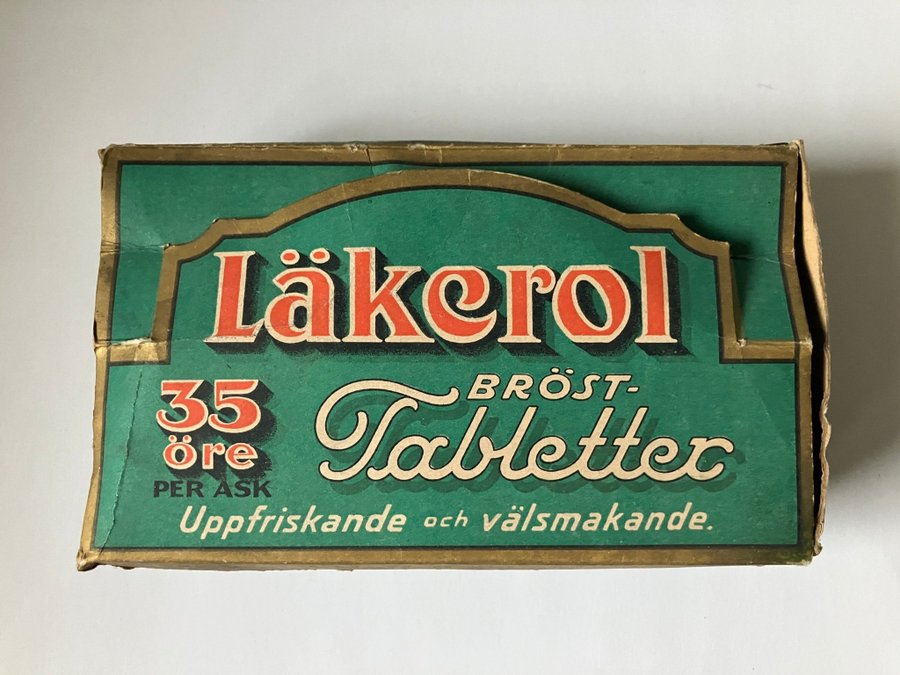 Läkerol
35 öre
PER ASK
BRÖST-
Tabletter
Uppfriskande och välsmakande.